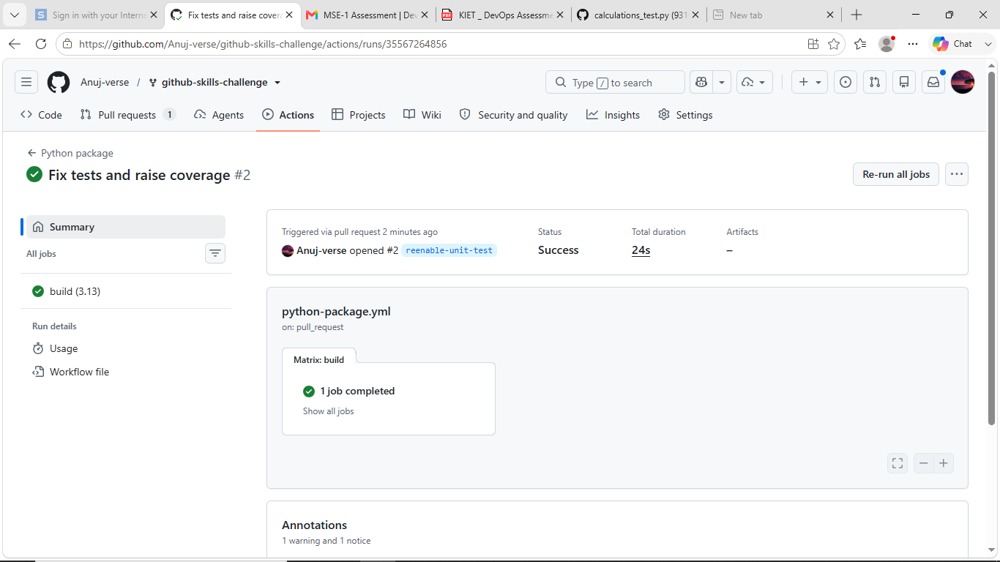 Sign in with your Interne
Fix tests and raise covera
MSE-1 Assessment | Dev
KIET _ DevOps Assessme
calculations_test.py (931
New tab
https://github.com/Anuj-verse/github-skills-challenge/actions/runs/35567264856
Chat
Anuj-verse / github-skills-challenge
Type / to search
Code
Pull requests 1
Agents
Actions
Projects
Wiki
Security and quality
Insights
Settings
Python package
Fix tests and raise coverage #2
Re-run all jobs
Summary
All jobs
build (3.13)
Run details
Usage
Workflow file
Triggered via pull request 2 minutes ago
Anuj-verse opened #2 reenable-unit-test
Status
Success
Total duration
24s
Artifacts
–
python-package.yml
on: pull_request
Matrix: build
1 job completed
Show all jobs
Annotations
1 warning and 1 notice